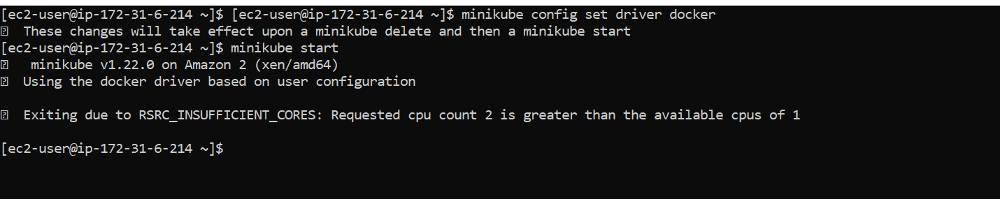 [ec2-user@ip-172-31-6-214 ~]$ [ec2-user@ip-172-31-6-214 ~]$ minikube config set driver docker
These changes will take effect upon a minikube delete and then a minikube start
[ec2-user@ip-172-31-6-214 ~]$ minikube start
minikube v1.22.0 on Amazon 2 (xen/amd64)
Using the docker driver based on user configuration
Exiting due to RSRC_INSUFFICIENT_CORES: Requested cpu count 2 is greater than the available cpus of 1
[ec2-user@ip-172-31-6-214 ~]$